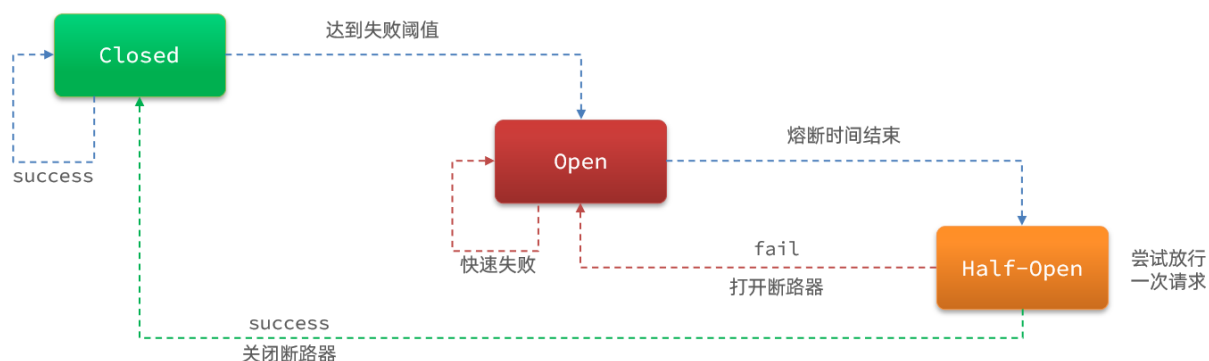 Closed
达到失败阈值
success
Open
熔断时间结束
快速失败
fail
打开断路器
Half-Open
尝试放行
一次请求
success
关闭断路器